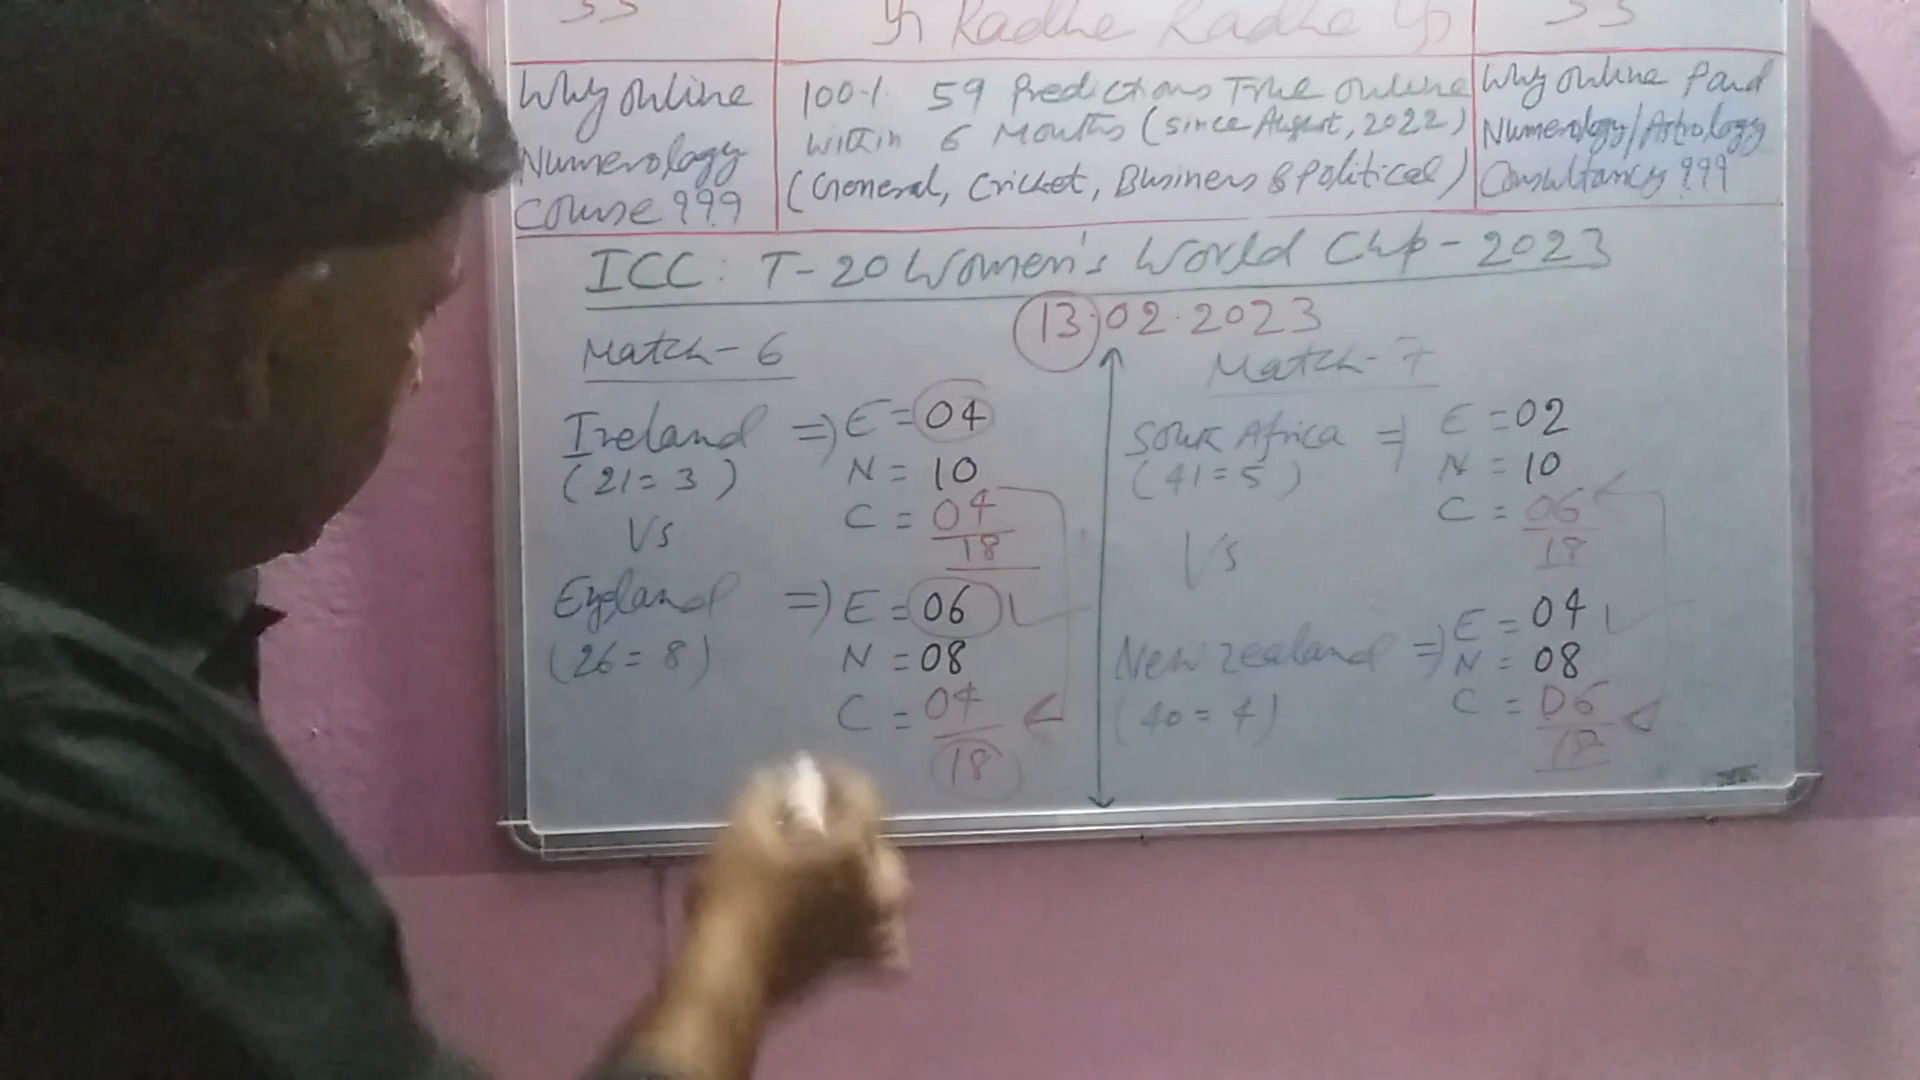 卐 Radhe Radhe 卐
Why Online
Numerology
Course ???
100% 59 Predictions True Online
within 6 Months (since August, 2022)
(General, Cricket, Business & Political)
Why Online Paid
Numerology/Astrology
Consultancy ???
ICC: T-20 Women's World Cup-2023
13.02.2023
Match-6
Ireland => E = 04
(21=3) N = 10
C = 04
18
Vs
England => E = 06
(26=8) N = 08
C = 04
18
Match-7
South Africa => E = 02
(41=5) N = 10
C = 06
18
Vs
New Zealand => E = 04
N = 08
(40=4) C = 06
18